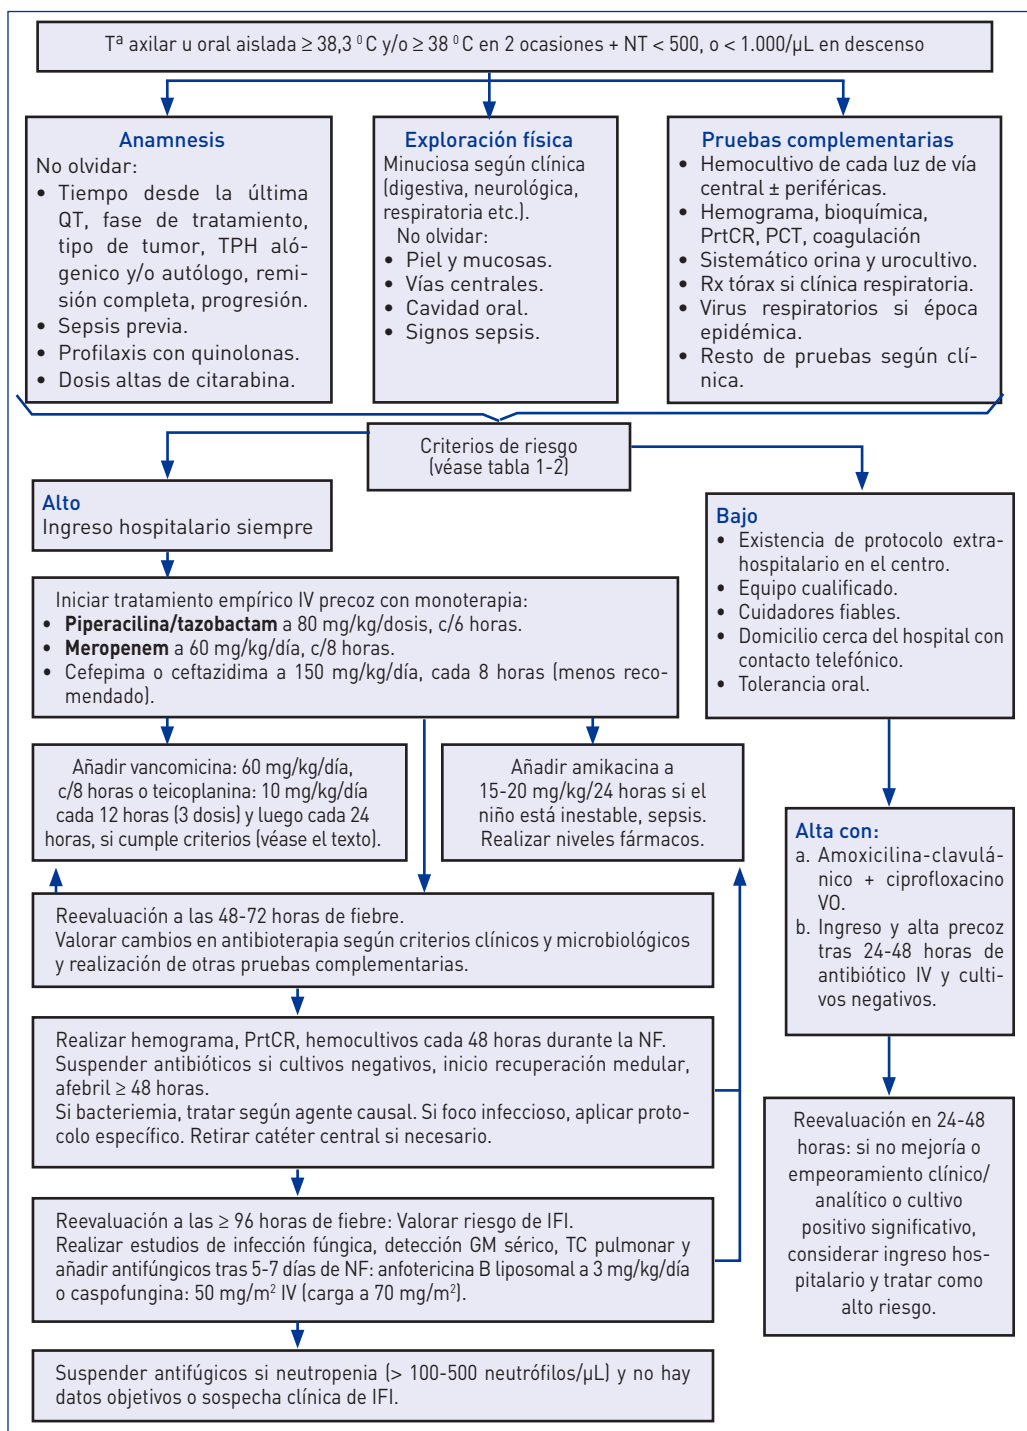 Tª axilar u oral aislada ≥ 38,3 ⁰ C y/o ≥ 38 ⁰ C en 2 ocasiones + NT < 500, o < 1.000/µL en descenso
Anamnesis
No olvidar:
• Tiempo desde la última
QT, fase de tratamiento,
tipo de tumor, TPH aló-
genico y/o autólogo, remi-
sión completa, progresión.
• Sepsis previa.
• Profilaxis con quinolonas.
• Dosis altas de citarabina.
Exploración física
Minuciosa según clínica
(digestiva, neurológica,
respiratoria etc.).
No olvidar:
• Piel y mucosas.
• Vías centrales.
• Cavidad oral.
• Signos sepsis.
Pruebas complementarias
• Hemocultivo de cada luz de vía
central ± periféricas.
• Hemograma, bioquímica,
PrtCR, PCT, coagulación
• Sistemático orina y urocultivo.
• Rx tórax si clínica respiratoria.
• Virus respiratorios si época
epidémica.
• Resto de pruebas según clí-
nica.
Criterios de riesgo
(véase tabla 1-2)
Alto
Ingreso hospitalario siempre
Iniciar tratamiento empírico IV precoz con monoterapia:
• Piperacilina/tazobactam a 80 mg/kg/dosis, c/6 horas.
• Meropenem a 60 mg/kg/día, c/8 horas.
• Cefepima o ceftazidima a 150 mg/kg/día, cada 8 horas (menos reco-
mendado).
Añadir vancomicina: 60 mg/kg/día,
c/8 horas o teicoplanina: 10 mg/kg/día
cada 12 horas (3 dosis) y luego cada 24
horas, si cumple criterios (véase el texto).
Añadir amikacina a
15-20 mg/kg/24 horas si el
niño está inestable, sepsis.
Realizar niveles fármacos.
Reevaluación a las 48-72 horas de fiebre.
Valorar cambios en antibioterapia según criterios clínicos y microbiológicos
y realización de otras pruebas complementarias.
Realizar hemograma, PrtCR, hemocultivos cada 48 horas durante la NF.
Suspender antibióticos si cultivos negativos, inicio recuperación medular,
afebril ≥ 48 horas.
Si bacteriemia, tratar según agente causal. Si foco infeccioso, aplicar proto-
colo específico. Retirar catéter central si necesario.
Reevaluación a las ≥ 96 horas de fiebre: Valorar riesgo de IFI.
Realizar estudios de infección fúngica, detección GM sérico, TC pulmonar y
añadir antifúngicos tras 5-7 días de NF: anfotericina B liposomal a 3 mg/kg/día
o caspofungina: 50 mg/m² IV (carga a 70 mg/m²).
Suspender antifúgicos si neutropenia (> 100-500 neutrófilos/µL) y no hay
datos objetivos o sospecha clínica de IFI.
Bajo
• Existencia de protocolo extra-
hospitalario en el centro.
• Equipo cualificado.
• Cuidadores fiables.
• Domicilio cerca del hospital con
contacto telefónico.
• Tolerancia oral.
Alta con:
a. Amoxicilina-clavulá-
nico + ciprofloxacino
VO.
b. Ingreso y alta precoz
tras 24-48 horas de
antibiótico IV y culti-
vos negativos.
Reevaluación en 24-48
horas: si no mejoría o
empeoramiento clínico/
analítico o cultivo
positivo significativo,
considerar ingreso hos-
pitalario y tratar como
alto riesgo.